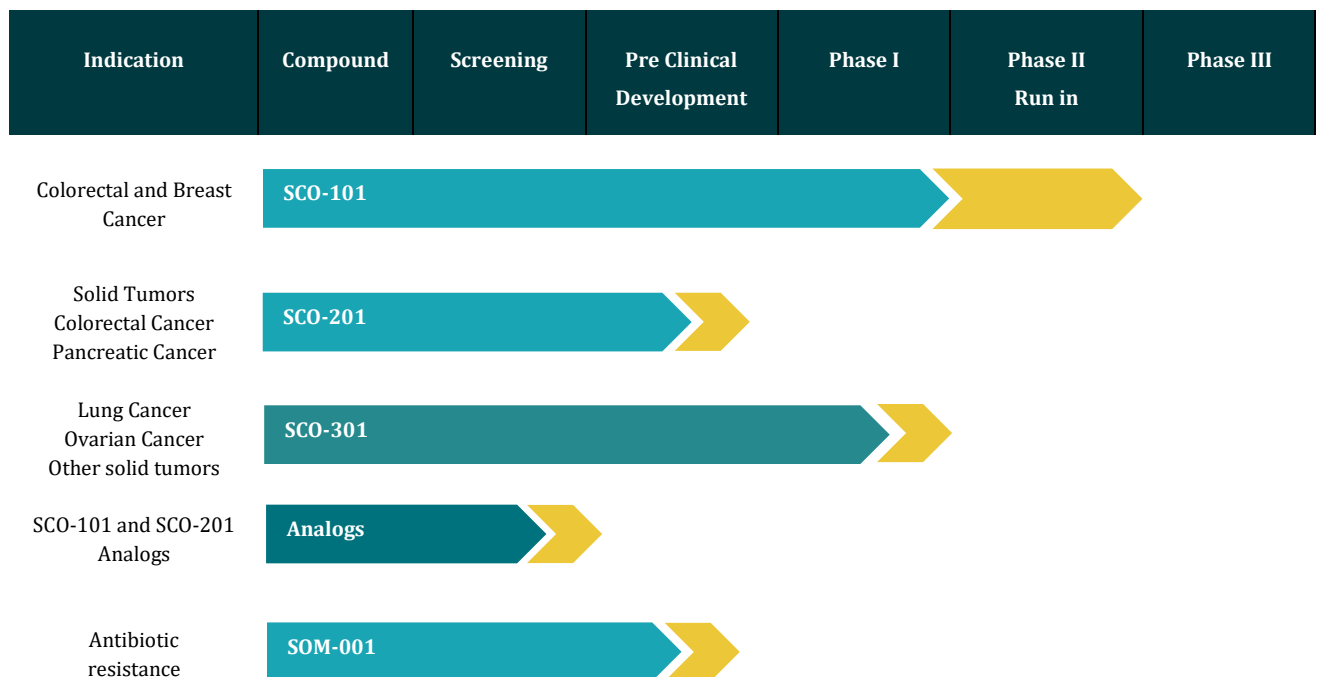 Indication
Compound
Screening
Pre Clinical
Development
Phase I
Phase II
Run in
Phase III
Colorectal and Breast
Cancer
SCO-101
Solid Tumors
Colorectal Cancer
Pancreatic Cancer
SCO-201
Lung Cancer
Ovarian Cancer
Other solid tumors
SCO-301
SCO-101 and SCO-201
Analogs
Analogs
Antibiotic
resistance
SOM-001